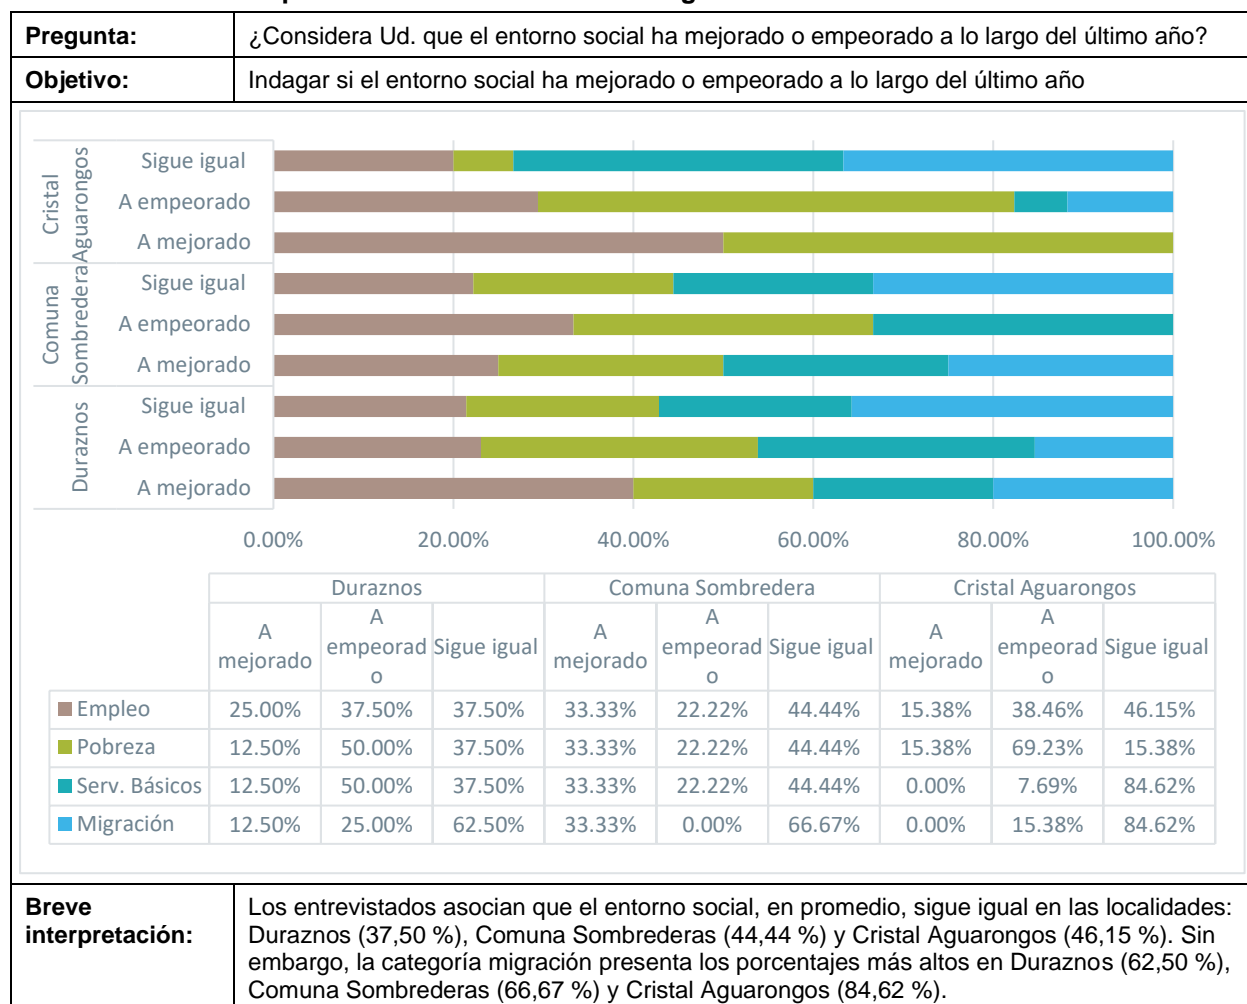 Pregunta: ¿Considera Ud. que el entorno social ha mejorado o empeorado a lo largo del último año?
Objetivo: Indagar si el entorno social ha mejorado o empeorado a lo largo del último año
Cristal Aguarongos
Sigue igual
A empeorado
A mejorado
Comuna Sombredera
Sigue igual
A empeorado
A mejorado
Duraznos
Sigue igual
A empeorado
A mejorado
0.00% 20.00% 40.00% 60.00% 80.00% 100.00%
Duraznos Comuna Sombredera Cristal Aguarongos
A mejorado A empeorado Sigue igual A mejorado A empeorado Sigue igual A mejorado A empeorado Sigue igual
Empleo 25.00% 37.50% 37.50% 33.33% 22.22% 44.44% 15.38% 38.46% 46.15%
Pobreza 12.50% 50.00% 37.50% 33.33% 22.22% 44.44% 15.38% 69.23% 15.38%
Serv. Básicos 12.50% 50.00% 37.50% 33.33% 22.22% 44.44% 0.00% 7.69% 84.62%
Migración 12.50% 25.00% 62.50% 33.33% 0.00% 66.67% 0.00% 15.38% 84.62%
Breve interpretación:
Los entrevistados asocian que el entorno social, en promedio, sigue igual en las localidades:
Duraznos (37,50 %), Comuna Sombrederas (44,44 %) y Cristal Aguarongos (46,15 %). Sin
embargo, la categoría migración presenta los porcentajes más altos en Duraznos (62,50 %),
Comuna Sombrederas (66,67 %) y Cristal Aguarongos (84,62 %).